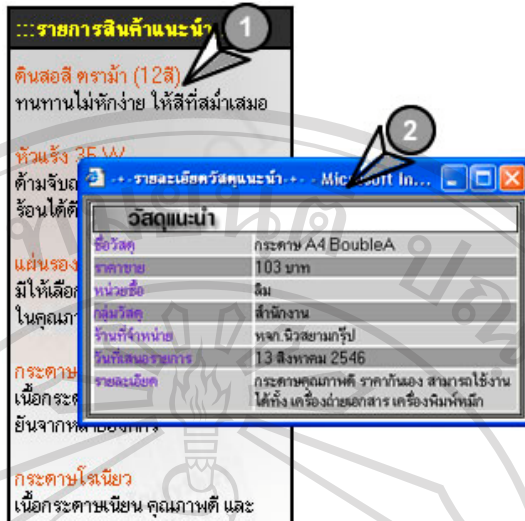 :::รายการสินค้าแนะนำ
1
ดินสอสี ตราม้า (12สี)
ทนทานไม่หักง่าย ให้สีที่สม่ำเสมอ
หัวแร้ง 35 W
ด้ามจับถ
ร้อนได้ดี
แผ่นรอง
มีให้เลือก
ในคุณภา
กระดาษ
เนื้อกระด
ยันจากหลายองค์กร
กระดาษโรเนียว
เนื้อกระดาษเนียน คุณภาพดี และ
2
-+- รายละเอียดวัสดุแนะนำ -+- - Microsoft In...
วัสดุแนะนำ
ชื่อวัสดุ กระดาษ A4 BoubleA
ราคาขาย 103 บาท
หน่วยซื้อ ลิม
กลุ่มวัสดุ สำนักงาน
ร้านที่จำหน่าย หจก.นิวสยามกรุ๊ป
วันที่เสนอรายการ 13 สิงหาคม 2546
รายละเอียด กระดาษคุณภาพดี ราคากันเอง สามารถใช้งาน
ได้ทั้ง เครื่องถ่ายเอกสาร เครื่องพิมพ์หมึก